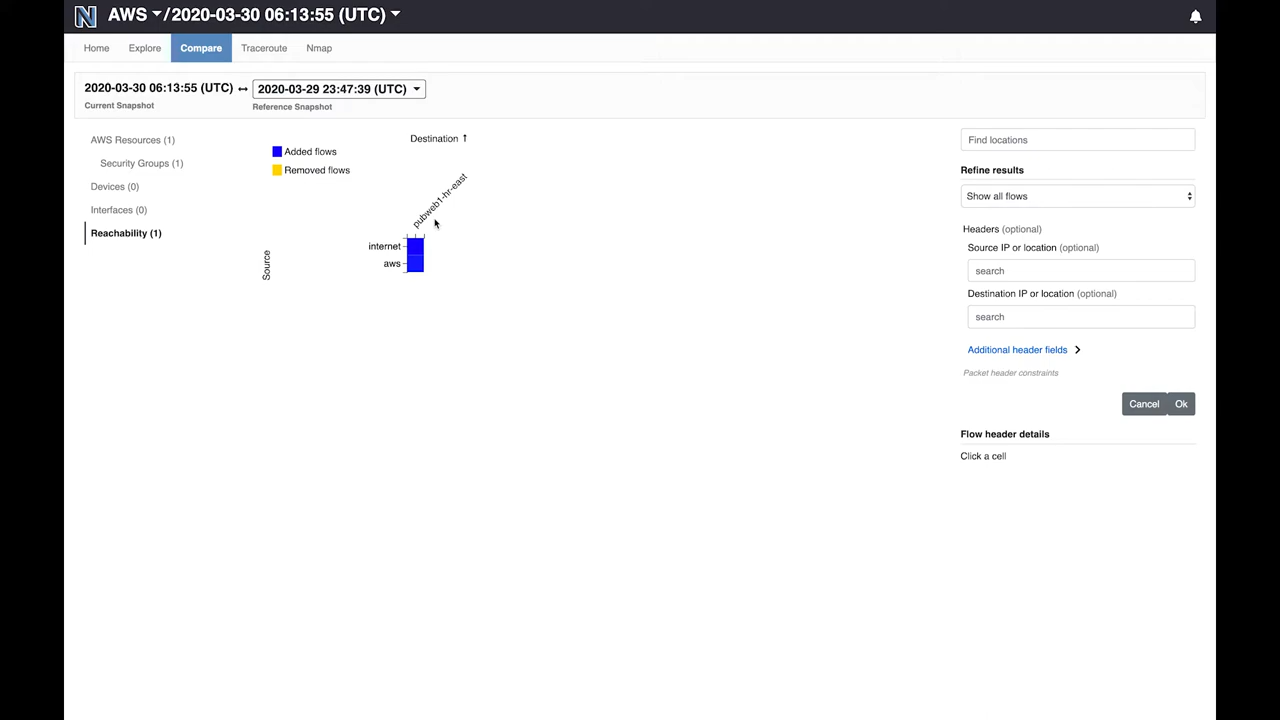 N AWS /2020-03-30 06:13:55 (UTC)
Home Explore Compare Traceroute Nmap
2020-03-30 06:13:55 (UTC) ↔ 2020-03-29 23:47:39 (UTC)
Current Snapshot Reference Snapshot
AWS Resources (1)
Security Groups (1)
Devices (0)
Interfaces (0)
Reachability (1)
Destination ↑
Added flows
Removed flows
pubweb1-hr-east
Source
internet
aws
Find locations
Refine results
Show all flows
Headers (optional)
Source IP or location (optional)
search
Destination IP or location (optional)
search
Additional header fields
Packet header constraints
Cancel Ok
Flow header details
Click a cell